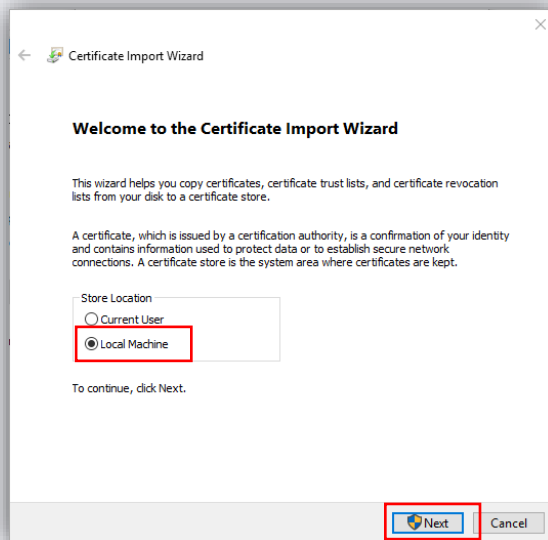 Certificate Import Wizard
Welcome to the Certificate Import Wizard
This wizard helps you copy certificates, certificate trust lists, and certificate revocation
lists from your disk to a certificate store.
A certificate, which is issued by a certification authority, is a confirmation of your identity
and contains information used to protect data or to establish secure network
connections. A certificate store is the system area where certificates are kept.
Store Location
Current User
Local Machine
To continue, click Next.
Next
Cancel